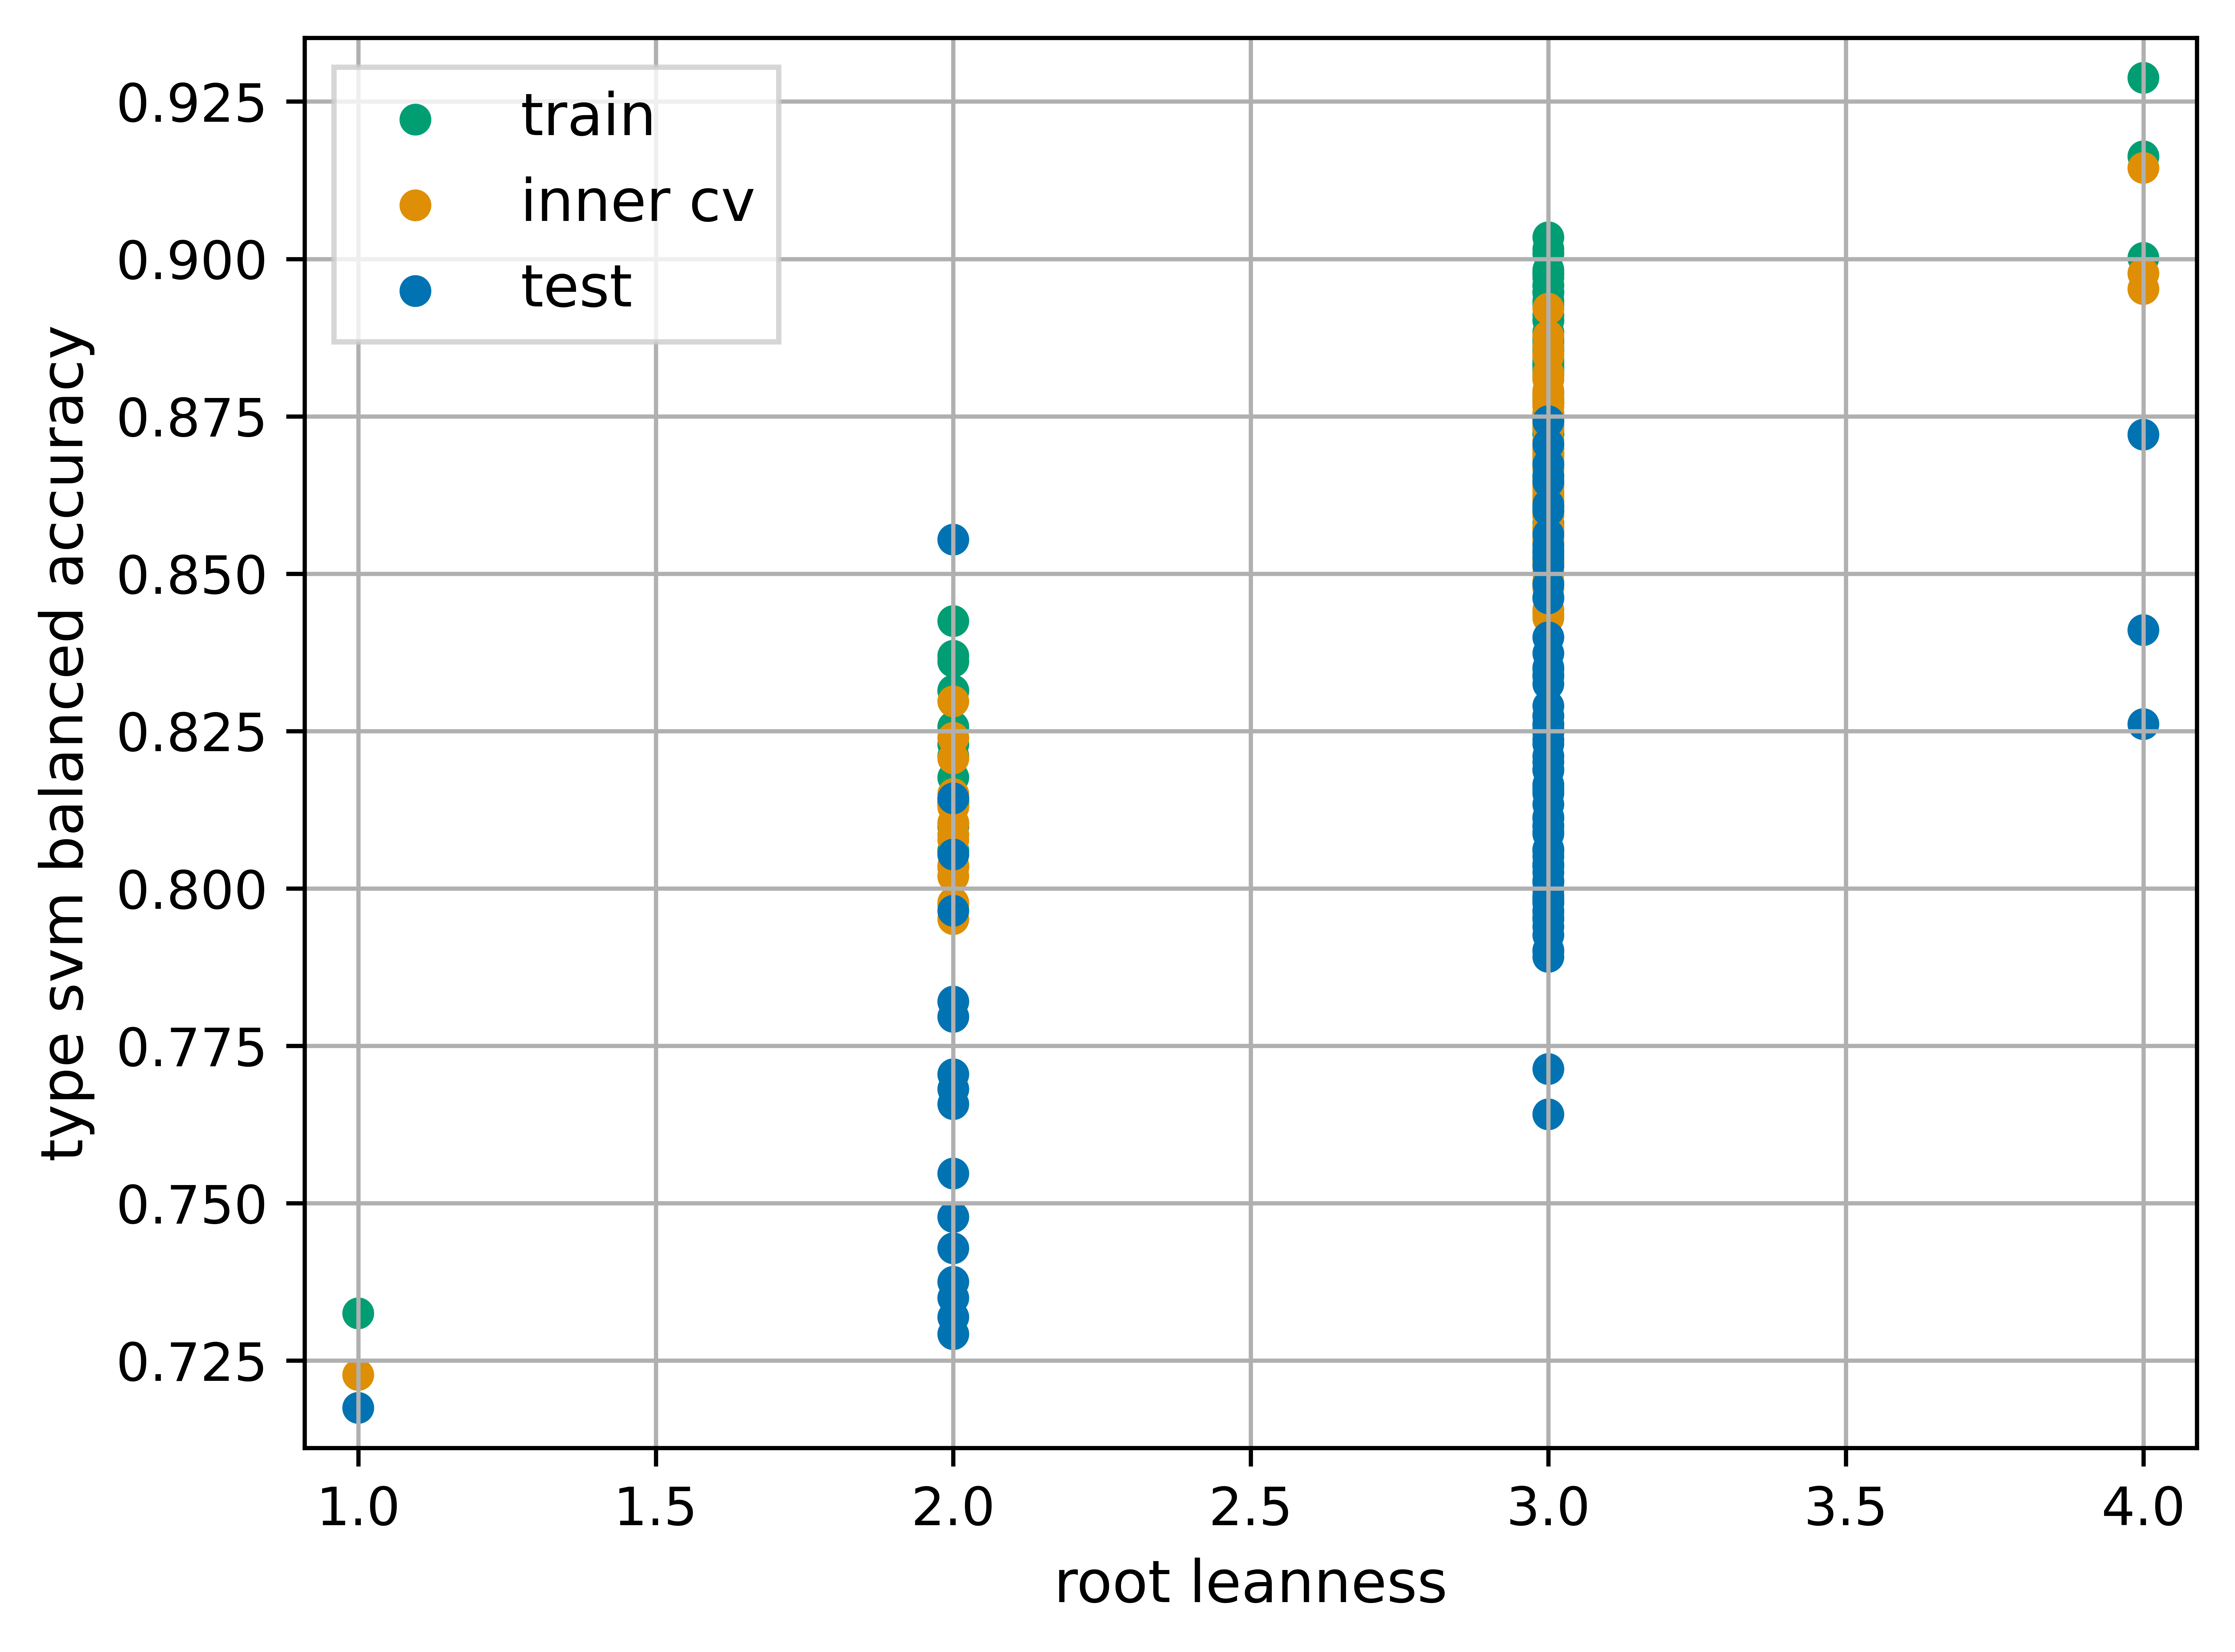 train
inner cv
test
0.925
0.900
0.875
0.850
0.825
0.800
0.775
0.750
0.725
type svm balanced accuracy
1.0 1.5 2.0 2.5 3.0 3.5 4.0
root leanness